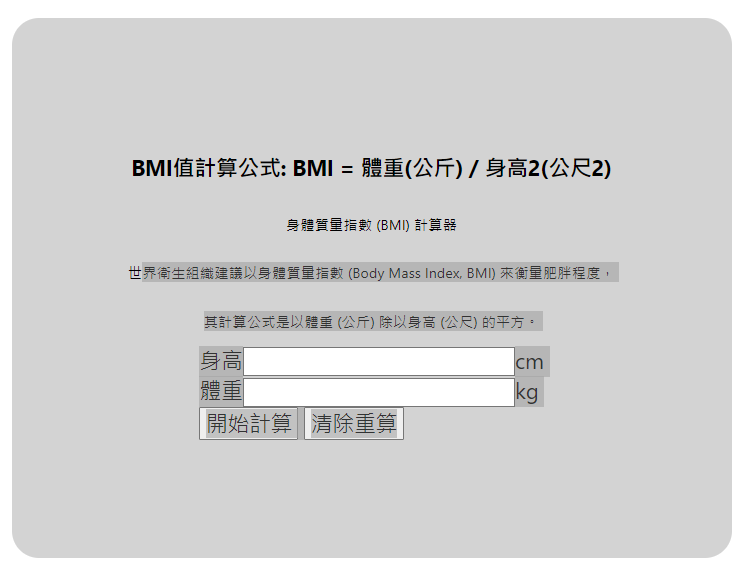 BMI值計算公式: BMI = 體重(公斤) / 身高2(公尺2)
身體質量指數 (BMI) 計算器
世界衛生組織建議以身體質量指數 (Body Mass Index, BMI) 來衡量肥胖程度，
其計算公式是以體重 (公斤) 除以身高 (公尺) 的平方。
身高 cm
體重 kg
開始計算 清除重算